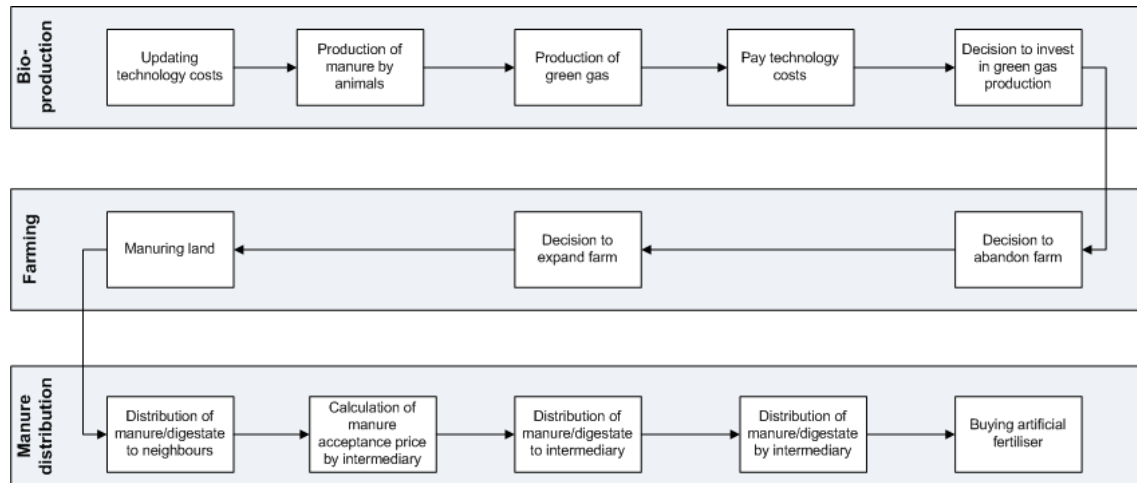 Bio-
production
Updating
technology costs
Production of
manure by
animals
Production of
green gas
Pay technology
costs
Decision to invest
in green gas
production
Farming
Manuring land
Decision to
expand farm
Decision to
abandon farm
Manure
distribution
Distribution of
manure/digestate
to neighbours
Calculation of
manure
acceptance price
by intermediary
Distribution of
manure/digestate
to intermediary
Distribution of
manure/digestate
by intermediary
Buying artificial
fertiliser